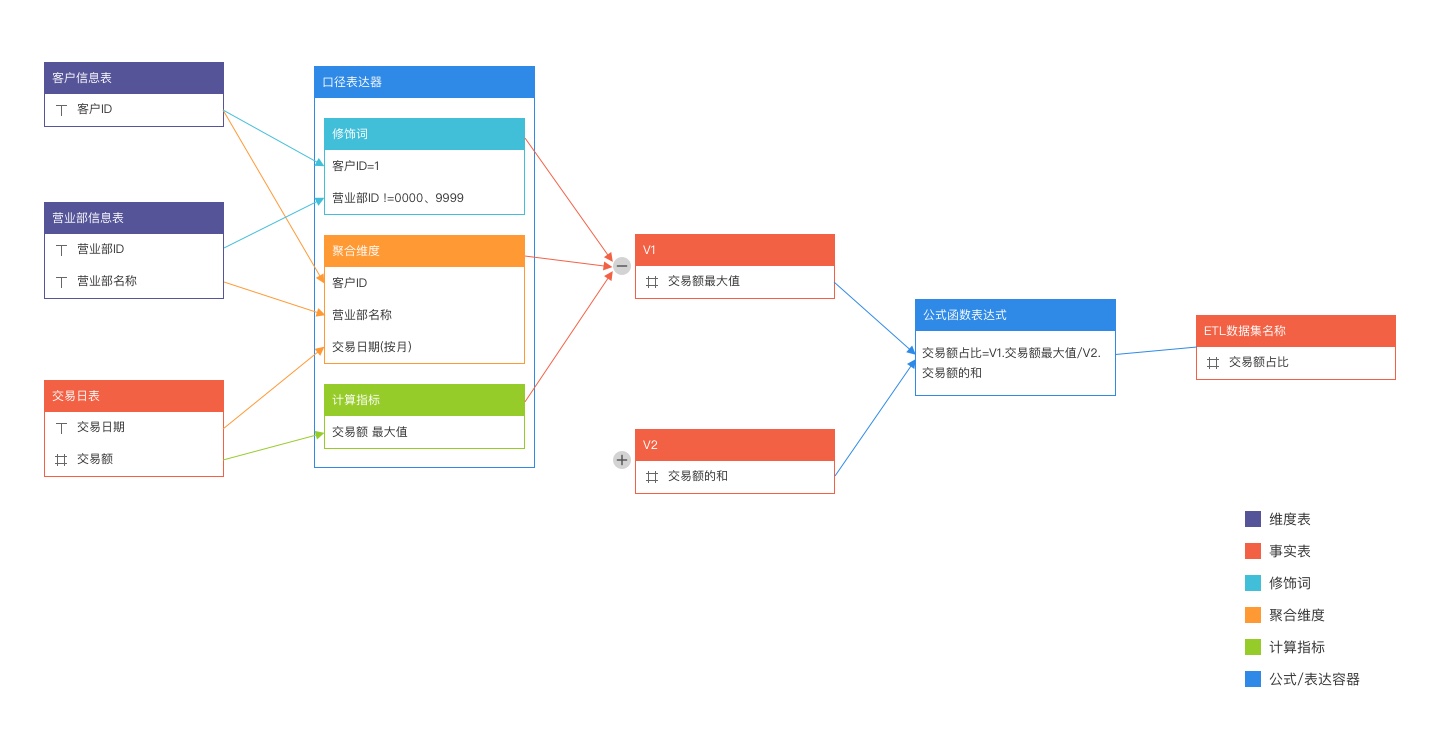 客户信息表
客户ID
营业部信息表
营业部ID
营业部名称
交易日表
交易日期
交易额
口径表达器
修饰词
客户ID=1
营业部ID !=0000、9999
聚合维度
客户ID
营业部名称
交易日期(按月)
计算指标
交易额 最大值
V1
交易额最大值
V2
交易额的和
公式函数表达式
交易额占比=V1.交易额最大值/V2.
交易额的和
ETL数据集名称
交易额占比
维度表
事实表
修饰词
聚合维度
计算指标
公式/表达容器